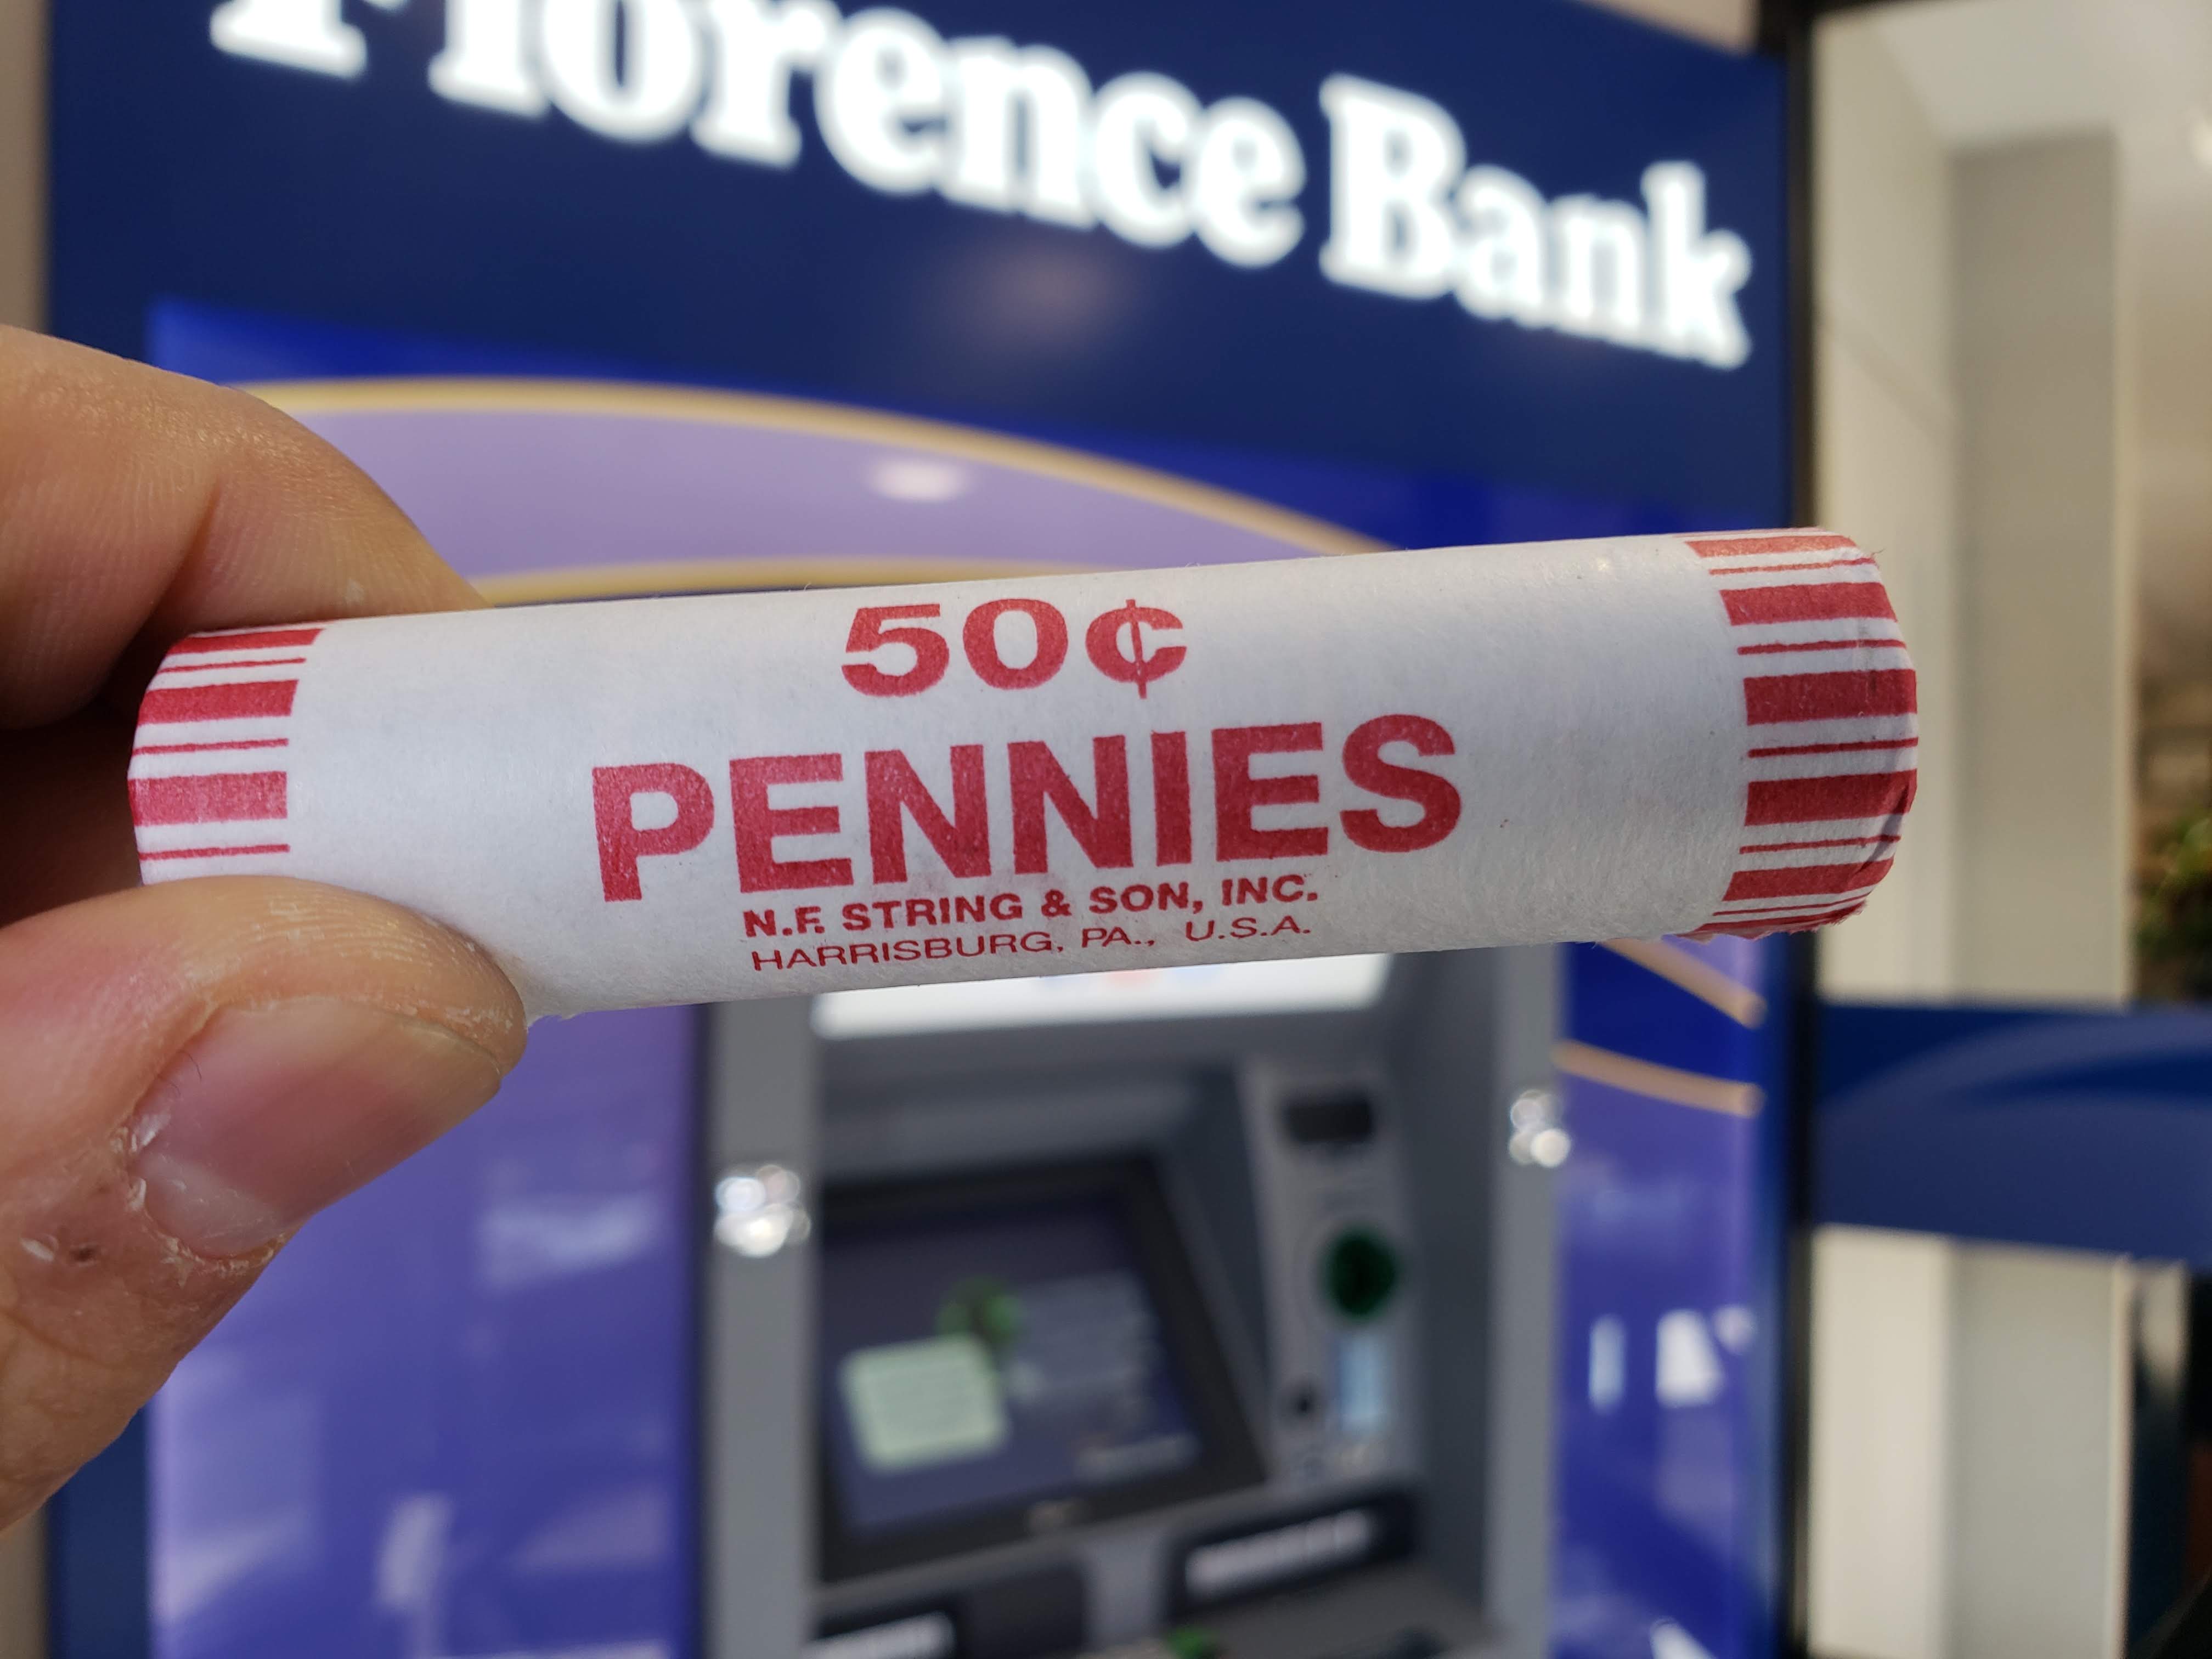 Florence Bank
50¢
PENNIES
N.F. STRING & SON, INC.
HARRISBURG, PA., U.S.A.